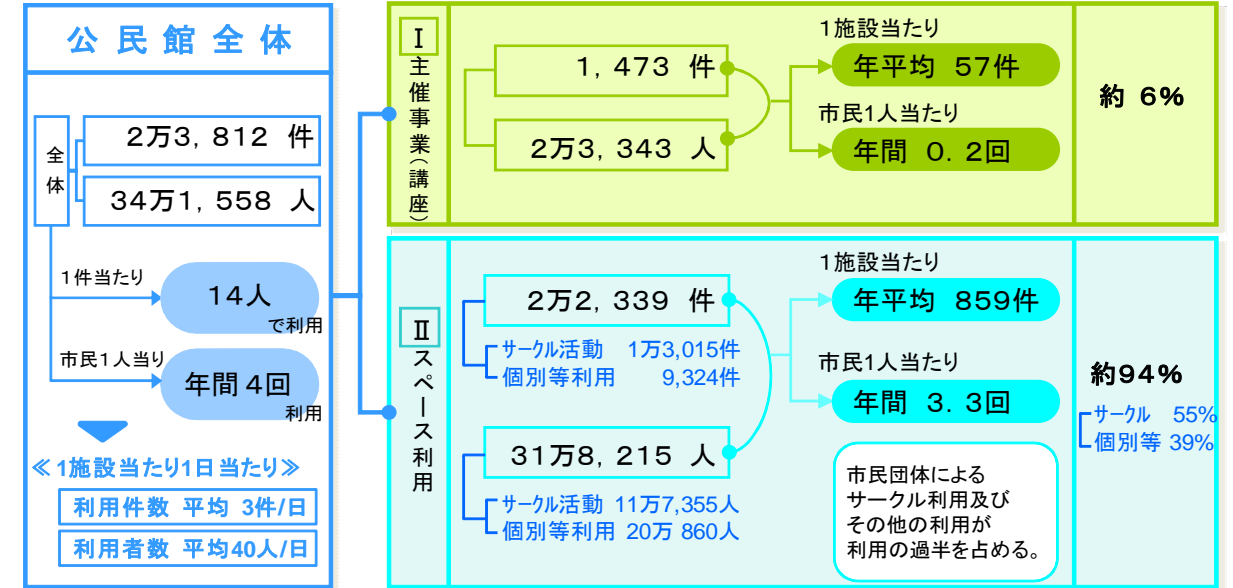 公民館全体
全体
2万3,812 件
34万1,558 人
1件当たり
14人
で利用
市民1人当り
年間4回
利用
≪1施設当たり1日当たり≫
利用件数 平均 3件/日
利用者数 平均40人/日
Ⅰ主催事業(講座)
1,473 件
2万3,343 人
1施設当たり
年平均 57件
市民1人当たり
年間 0.2回
約 6%
Ⅱスペース利用
2万2,339 件
サークル活動 1万3,015件
個別等利用 9,324件
31万8,215 人
サークル活動 11万7,355人
個別等利用 20万 860人
1施設当たり
年平均 859件
市民1人当たり
年間 3.3回
市民団体による
サークル利用及び
その他の利用が
利用の過半を占める。
約94%
サークル 55%
個別等 39%